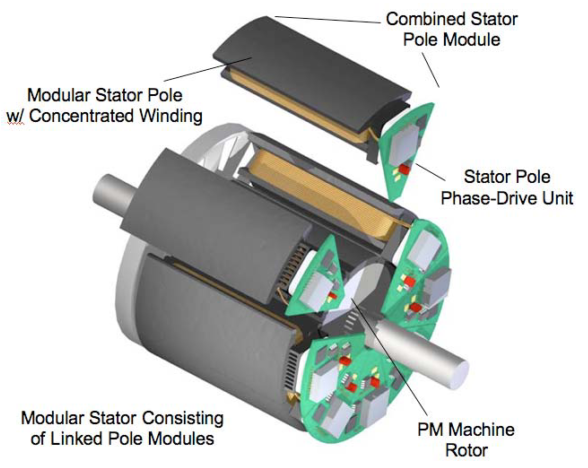 Combined Stator
Pole Module
Modular Stator Pole
w/ Concentrated Winding
Stator Pole
Phase-Drive Unit
Modular Stator Consisting
of Linked Pole Modules
PM Machine
Rotor